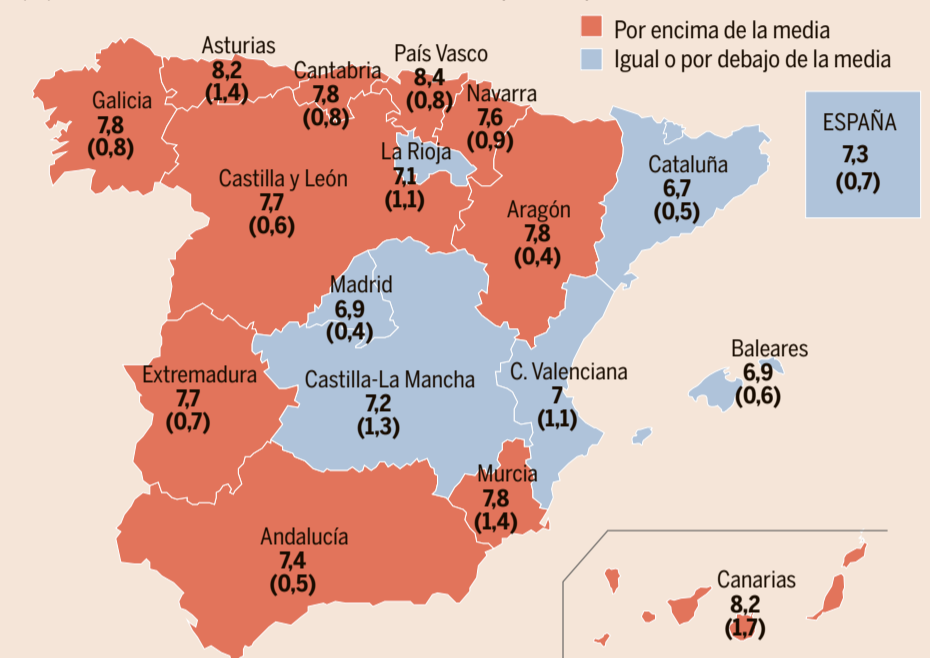 Por encima de la media
Igual o por debajo de la media
ESPAÑA
7,3
(0,7)
Asturias
8,2
(1,4)
Cantabria
7,8
(0,8)
País Vasco
8,4
(0,8)
Navarra
7,6
(0,9)
Galicia
7,8
(0,8)
La Rioja
7,1
(1,1)
Castilla y León
7,7
(0,6)
Aragón
7,8
(0,4)
Cataluña
6,7
(0,5)
Madrid
6,9
(0,4)
Baleares
6,9
(0,6)
Extremadura
7,7
(0,7)
Castilla-La Mancha
7,2
(1,3)
C. Valenciana
7
(1,1)
Murcia
7,8
(1,4)
Andalucía
7,4
(0,5)
Canarias
8,2
(1,7)